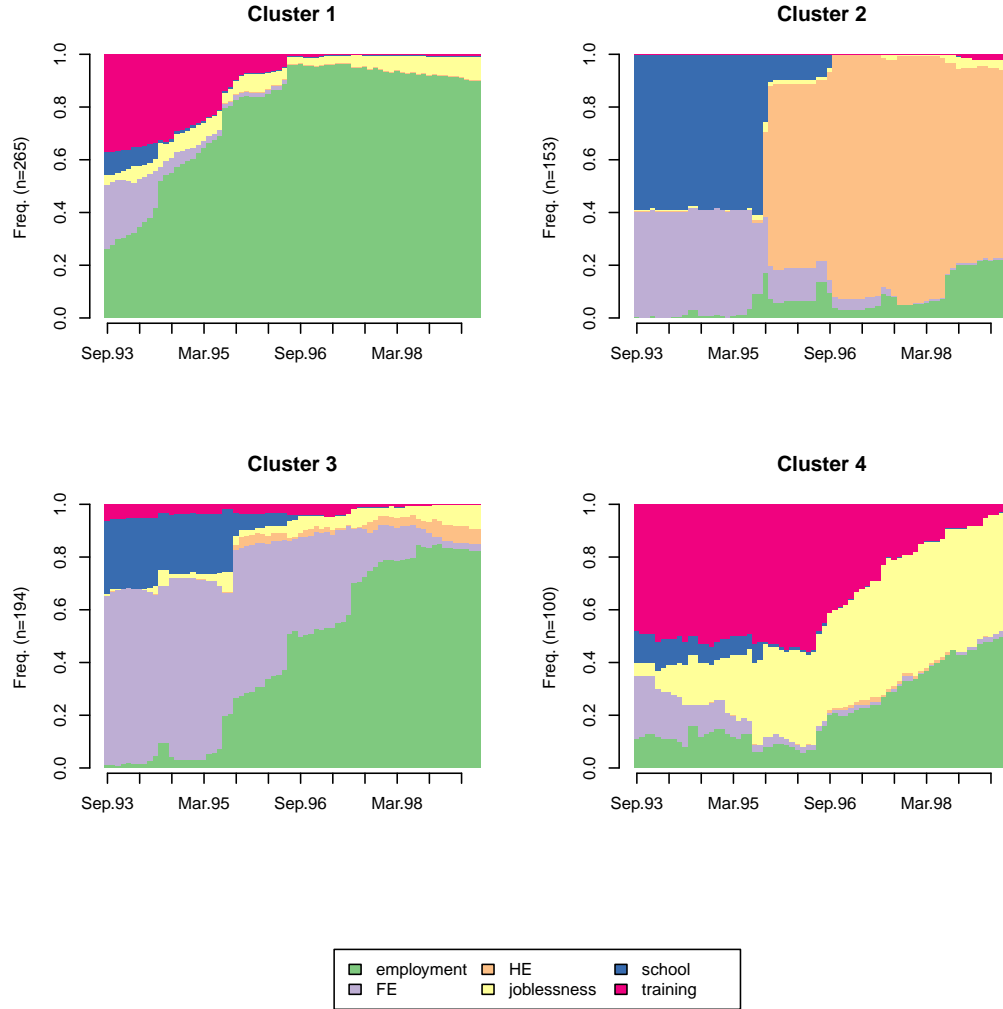 Cluster 1
Freq. (n=265)
0.0 0.2 0.4 0.6 0.8 1.0
Sep.93 Mar.95 Sep.96 Mar.98
Cluster 2
Freq. (n=153)
0.0 0.2 0.4 0.6 0.8 1.0
Sep.93 Mar.95 Sep.96 Mar.98
Cluster 3
Freq. (n=194)
0.0 0.2 0.4 0.6 0.8 1.0
Sep.93 Mar.95 Sep.96 Mar.98
Cluster 4
Freq. (n=100)
0.0 0.2 0.4 0.6 0.8 1.0
Sep.93 Mar.95 Sep.96 Mar.98
employment HE school
FE joblessness training